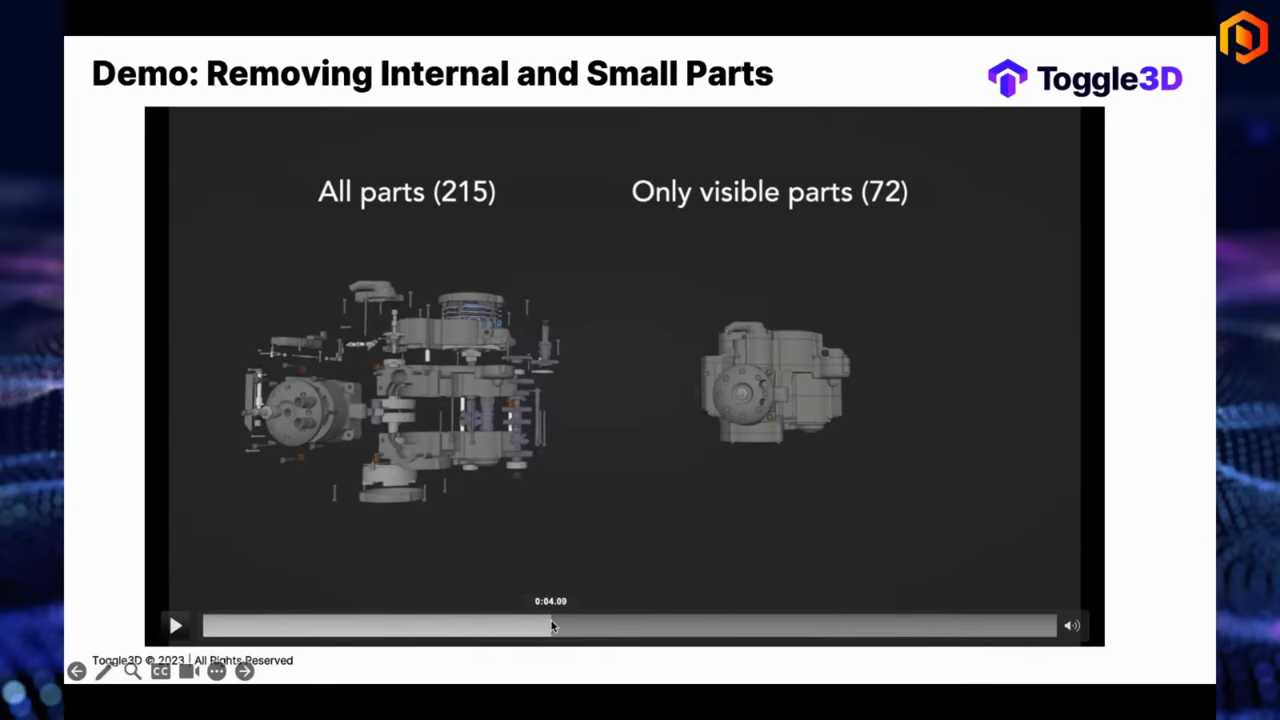 Demo: Removing Internal and Small Parts
Toggle3D
All parts (215)
Only visible parts (72)
0:04.09
Toggle3D © 2023 | All Rights Reserved
CC